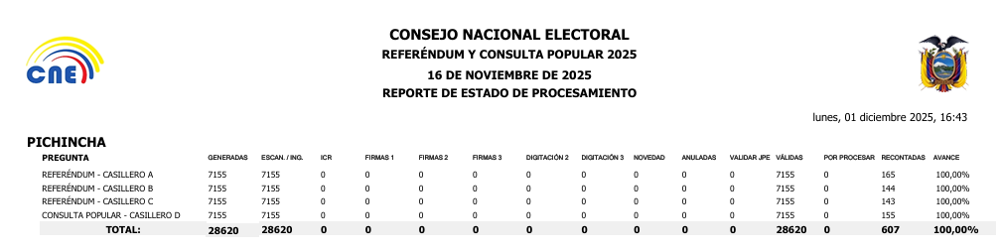 CONSEJO NACIONAL ELECTORAL
CNE
REFERÉNDUM Y CONSULTA POPULAR 2025
16 DE NOVIEMBRE DE 2025
REPORTE DE ESTADO DE PROCESAMIENTO
lunes, 01 diciembre 2025, 16:43
PICHINCHA
PREGUNTA GENERADAS ESCAN. / ING. ICR FIRMAS 1 FIRMAS 2 FIRMAS 3 DIGITACIÓN 2 DIGITACIÓN 3 NOVEDAD ANULADAS VALIDAR JPE VÁLIDAS POR PROCESAR RECONTADAS AVANCE
REFERÉNDUM - CASILLERO A 7155 7155 0 0 0 0 0 0 0 0 0 7155 0 165 100,00%
REFERÉNDUM - CASILLERO B 7155 7155 0 0 0 0 0 0 0 0 0 7155 0 144 100,00%
REFERÉNDUM - CASILLERO C 7155 7155 0 0 0 0 0 0 0 0 0 7155 0 143 100,00%
CONSULTA POPULAR - CASILLERO D 7155 7155 0 0 0 0 0 0 0 0 0 7155 0 155 100,00%
TOTAL: 28620 28620 0 0 0 0 0 0 0 0 0 28620 0 607 100,00%